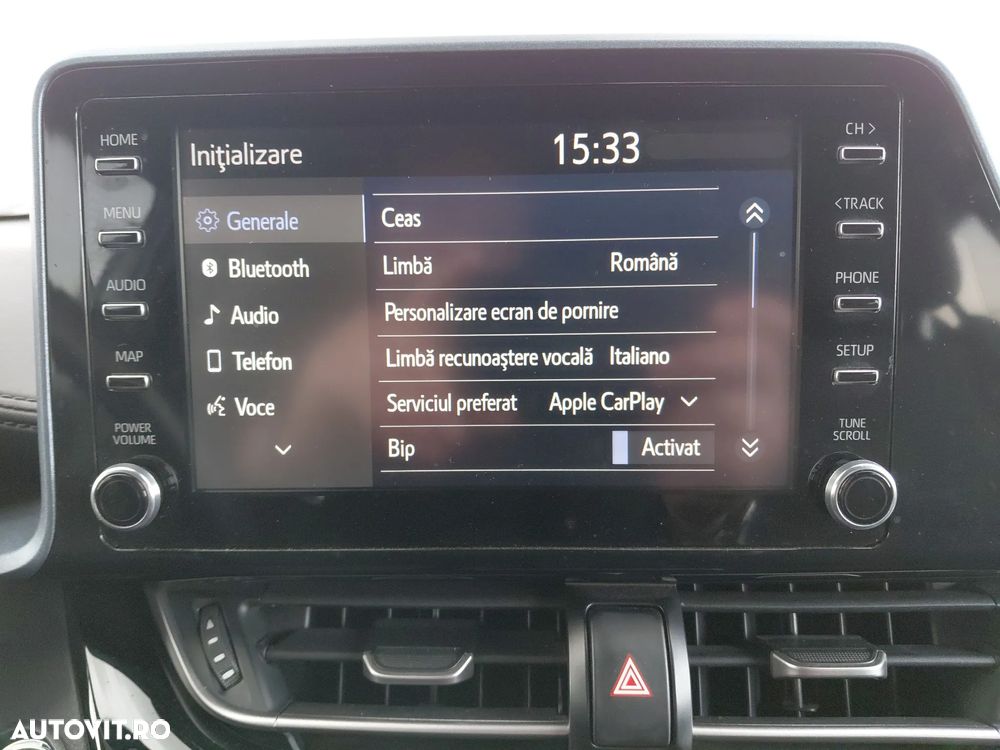 HOME
MENU
AUDIO
MAP
POWER
VOLUME
Iniţializare 15:33
Generale
Bluetooth
Audio
Telefon
Voce
Ceas
Limbă Română
Personalizare ecran de pornire
Limbă recunoaştere vocală Italiano
Serviciul preferat Apple CarPlay
Bip Activat
CH >
< TRACK
PHONE
SETUP
TUNE
SCROLL
AUTOVIT.RO